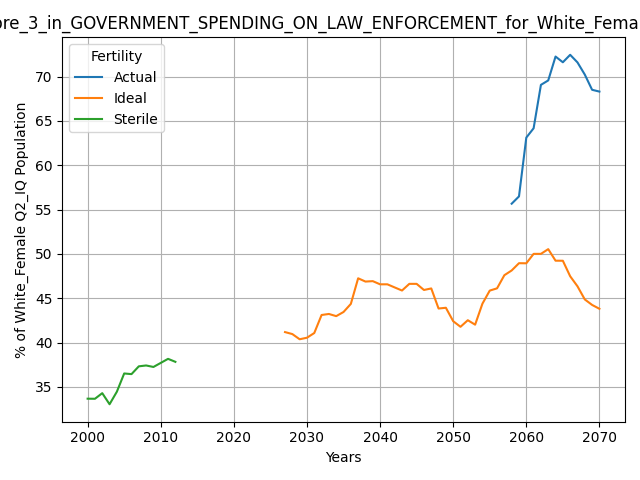 ore_3_in_GOVERNMENT_SPENDING_ON_LAW_ENFORCEMENT_for_White_Fema
Fertility
Actual
Ideal
Sterile
% of White_Female Q2_IQ Population
70
65
60
55
50
45
40
35
2000 2010 2020 2030 2040 2050 2060 2070
Years